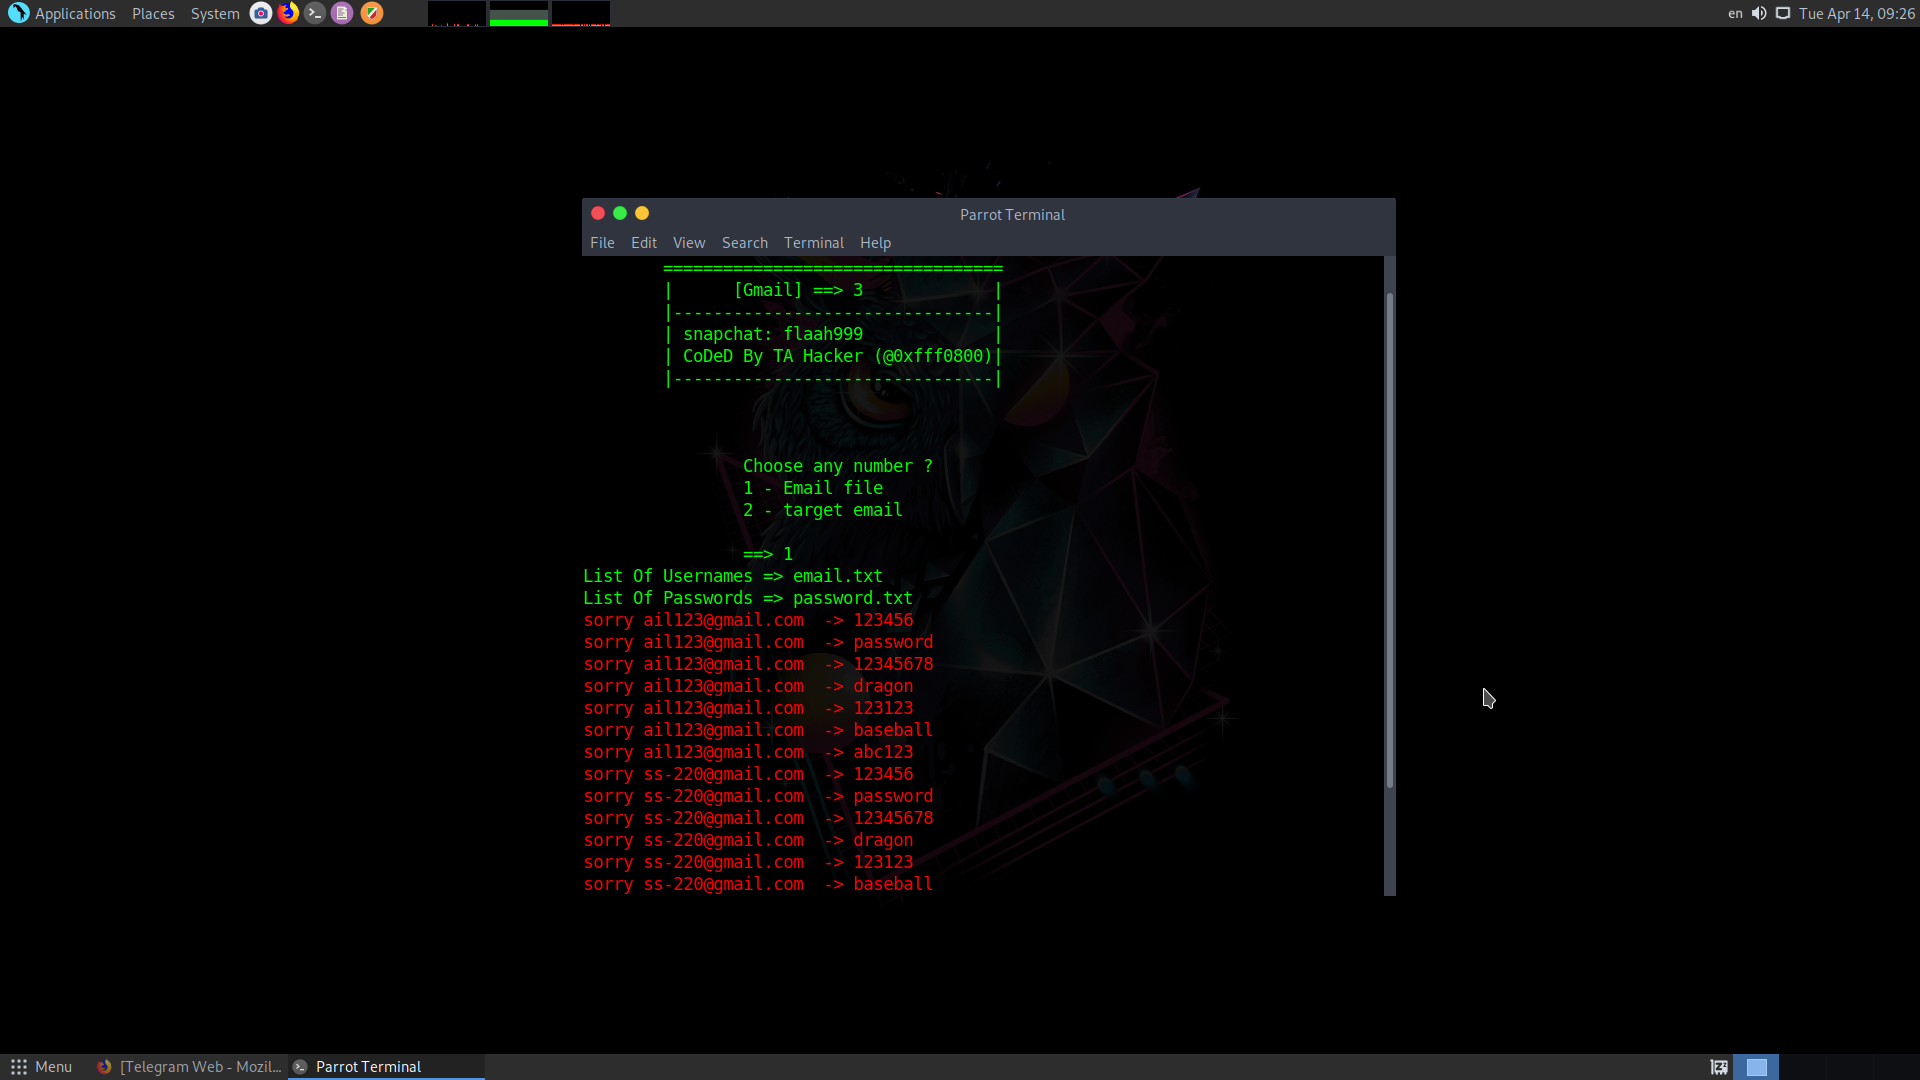 Applications Places System en Tue Apr 14, 09:26
Parrot Terminal
File Edit View Search Terminal Help
==================================
| [Gmail] ==> 3 |
|--------------------------------|
| snapchat: flaah999 |
| CoDeD By TA Hacker (@0xfff0800)|
|--------------------------------|
Choose any number ?
1 - Email file
2 - target email
==> 1
List Of Usernames => email.txt
List Of Passwords => password.txt
sorry ail123@gmail.com -> 123456
sorry ail123@gmail.com -> password
sorry ail123@gmail.com -> 12345678
sorry ail123@gmail.com -> dragon
sorry ail123@gmail.com -> 123123
sorry ail123@gmail.com -> baseball
sorry ail123@gmail.com -> abc123
sorry ss-220@gmail.com -> 123456
sorry ss-220@gmail.com -> password
sorry ss-220@gmail.com -> 12345678
sorry ss-220@gmail.com -> dragon
sorry ss-220@gmail.com -> 123123
sorry ss-220@gmail.com -> baseball
Menu [Telegram Web - Mozil... Parrot Terminal